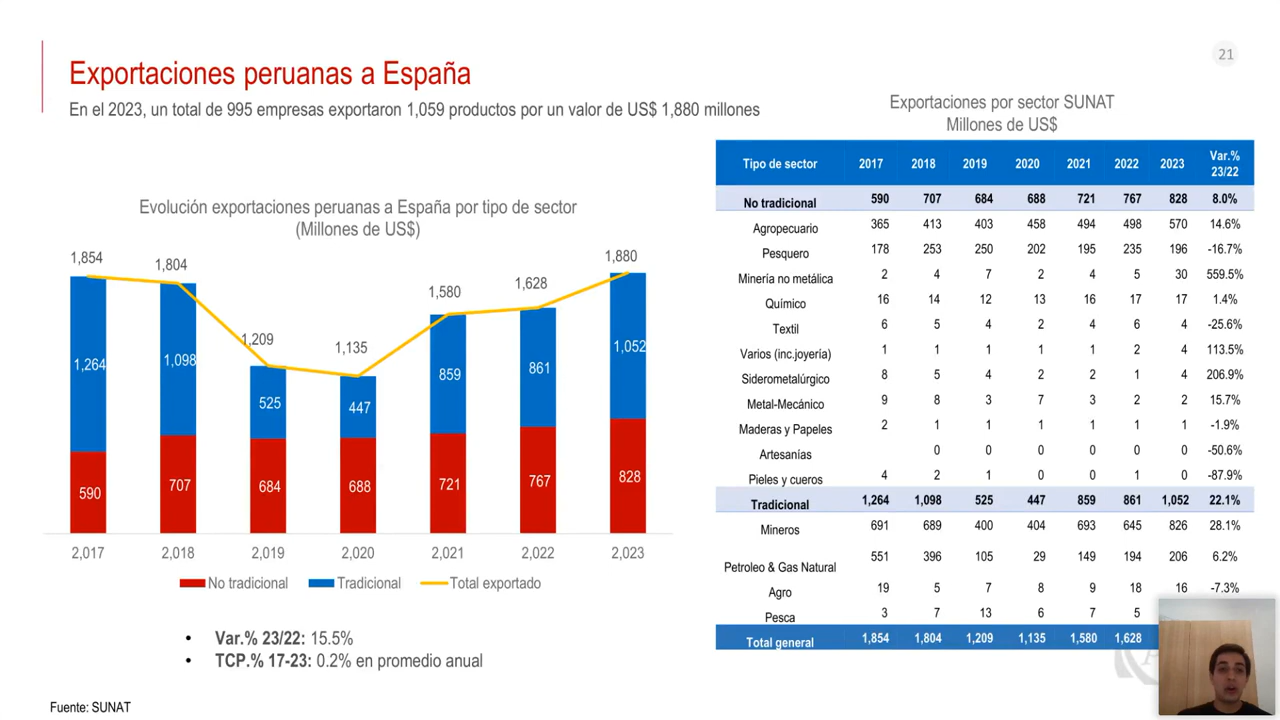 21
Exportaciones peruanas a España
En el 2023, un total de 995 empresas exportaron 1,059 productos por un valor de US$ 1,880 millones
Evolución exportaciones peruanas a España por tipo de sector
(Millones de US$)
1,854 1,804 1,209 1,135 1,580 1,628 1,880
1,264 1,098 525 447 859 861 1,052
590 707 684 688 721 767 828
2,017 2,018 2,019 2,020 2,021 2,022 2,023
No tradicional Tradicional Total exportado
• Var.% 23/22: 15.5%
• TCP.% 17-23: 0.2% en promedio anual
Fuente: SUNAT
Exportaciones por sector SUNAT
Millones de US$
Tipo de sector 2017 2018 2019 2020 2021 2022 2023 Var.% 23/22
No tradicional 590 707 684 688 721 767 828 8.0%
Agropecuario 365 413 403 458 494 498 570 14.6%
Pesquero 178 253 250 202 195 235 196 -16.7%
Minería no metálica 2 4 7 2 4 5 30 559.5%
Químico 16 14 12 13 16 17 17 1.4%
Textil 6 5 4 2 4 6 4 -25.6%
Varios (inc.joyería) 1 1 1 1 1 2 4 113.5%
Siderometalúrgico 8 5 4 2 2 1 4 206.9%
Metal-Mecánico 9 8 3 7 3 2 2 15.7%
Maderas y Papeles 2 1 1 1 1 1 1 -1.9%
Artesanías 0 0 0 0 0 0 -50.6%
Pieles y cueros 4 2 1 0 0 1 0 -87.9%
Tradicional 1,264 1,098 525 447 859 861 1,052 22.1%
Mineros 691 689 400 404 693 645 826 28.1%
Petroleo & Gas Natural 551 396 105 29 149 194 206 6.2%
Agro 19 5 7 8 9 18 16 -7.3%
Pesca 3 7 13 6 7 5
Total general 1,854 1,804 1,209 1,135 1,580 1,628